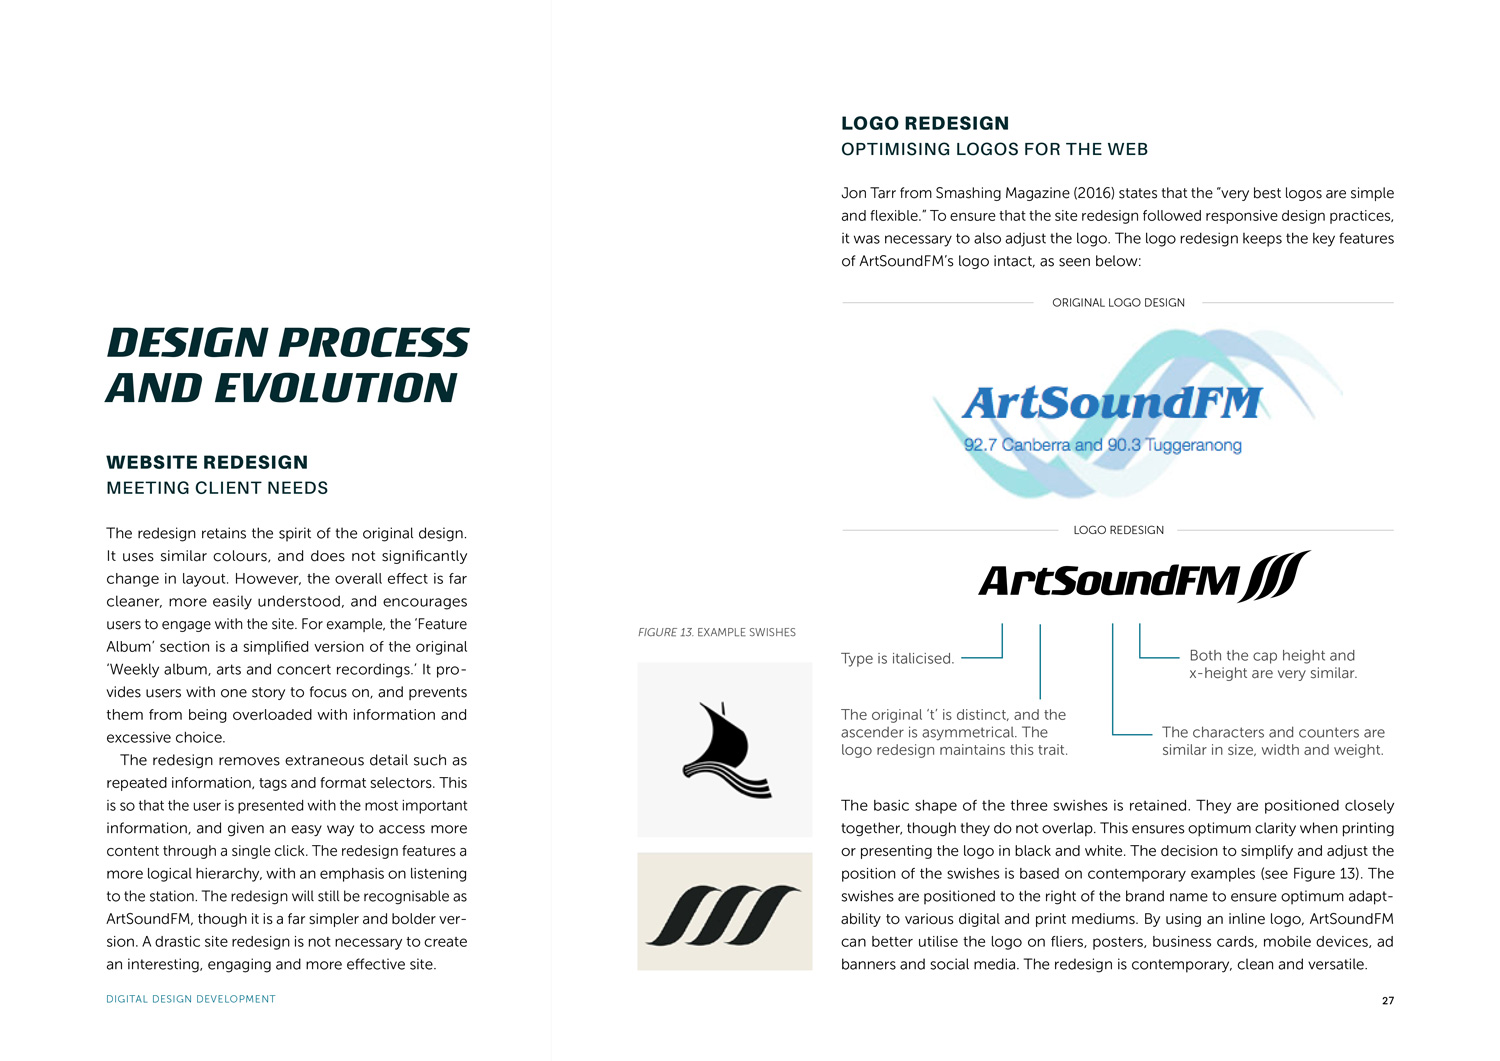 DESIGN PROCESS
AND EVOLUTION
WEBSITE REDESIGN
MEETING CLIENT NEEDS
The redesign retains the spirit of the original design.
It uses similar colours, and does not significantly
change in layout. However, the overall effect is far
cleaner, more easily understood, and encourages
users to engage with the site. For example, the ‘Feature
Album’ section is a simplified version of the original
‘Weekly album, arts and concert recordings.’ It pro-
vides users with one story to focus on, and prevents
them from being overloaded with information and
excessive choice.
The redesign removes extraneous detail such as
repeated information, tags and format selectors. This
is so that the user is presented with the most important
information, and given an easy way to access more
content through a single click. The redesign features a
more logical hierarchy, with an emphasis on listening
to the station. The redesign will still be recognisable as
ArtSoundFM, though it is a far simpler and bolder ver-
sion. A drastic site redesign is not necessary to create
an interesting, engaging and more effective site.
DIGITAL DESIGN DEVELOPMENT
LOGO REDESIGN
OPTIMISING LOGOS FOR THE WEB
Jon Tarr from Smashing Magazine (2016) states that the “very best logos are simple
and flexible.” To ensure that the site redesign followed responsive design practices,
it was necessary to also adjust the logo. The logo redesign keeps the key features
of ArtSoundFM’s logo intact, as seen below:
ORIGINAL LOGO DESIGN
ArtSoundFM
92.7 Canberra and 90.3 Tuggeranong
LOGO REDESIGN
ArtSoundFM
FIGURE 13. EXAMPLE SWISHES
Type is italicised.
Both the cap height and
x-height are very similar.
The original ‘t’ is distinct, and the
ascender is asymmetrical. The
logo redesign maintains this trait.
The characters and counters are
similar in size, width and weight.
The basic shape of the three swishes is retained. They are positioned closely
together, though they do not overlap. This ensures optimum clarity when printing
or presenting the logo in black and white. The decision to simplify and adjust the
position of the swishes is based on contemporary examples (see Figure 13). The
swishes are positioned to the right of the brand name to ensure optimum adapt-
ability to various digital and print mediums. By using an inline logo, ArtSoundFM
can better utilise the logo on fliers, posters, business cards, mobile devices, ad
banners and social media. The redesign is contemporary, clean and versatile.
27